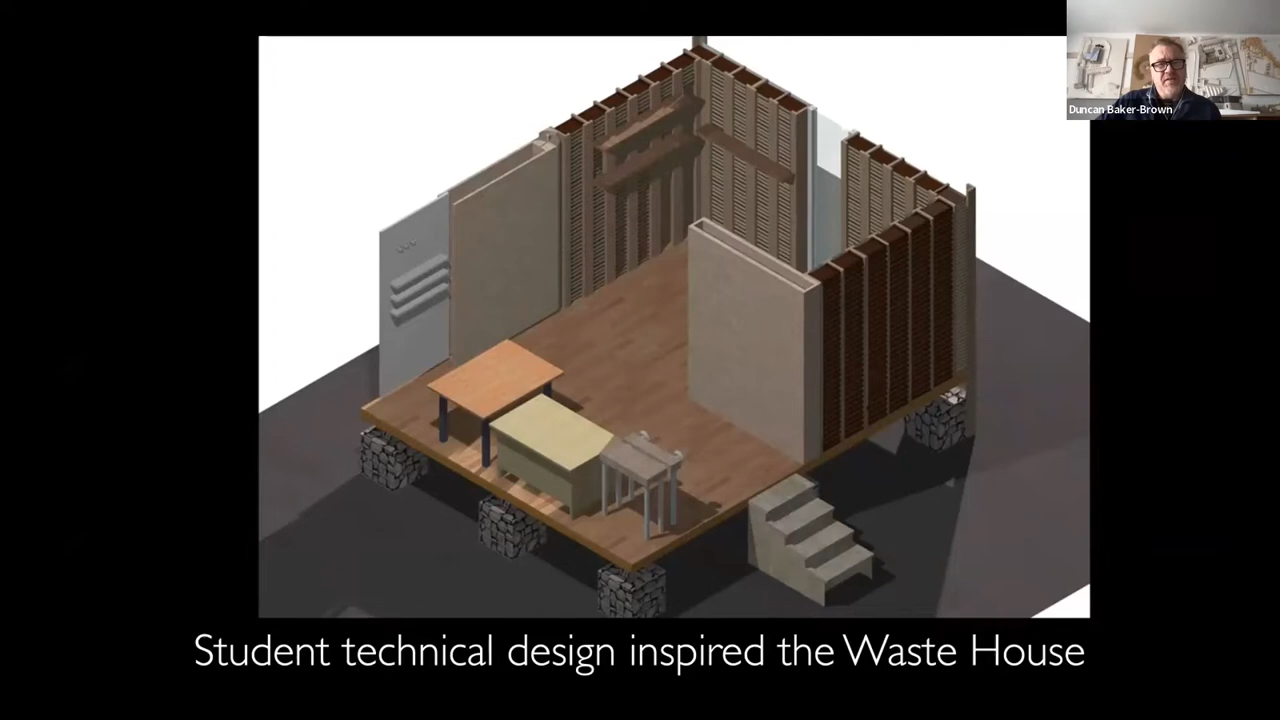 Duncan Baker-Brown
Student technical design inspired the Waste House